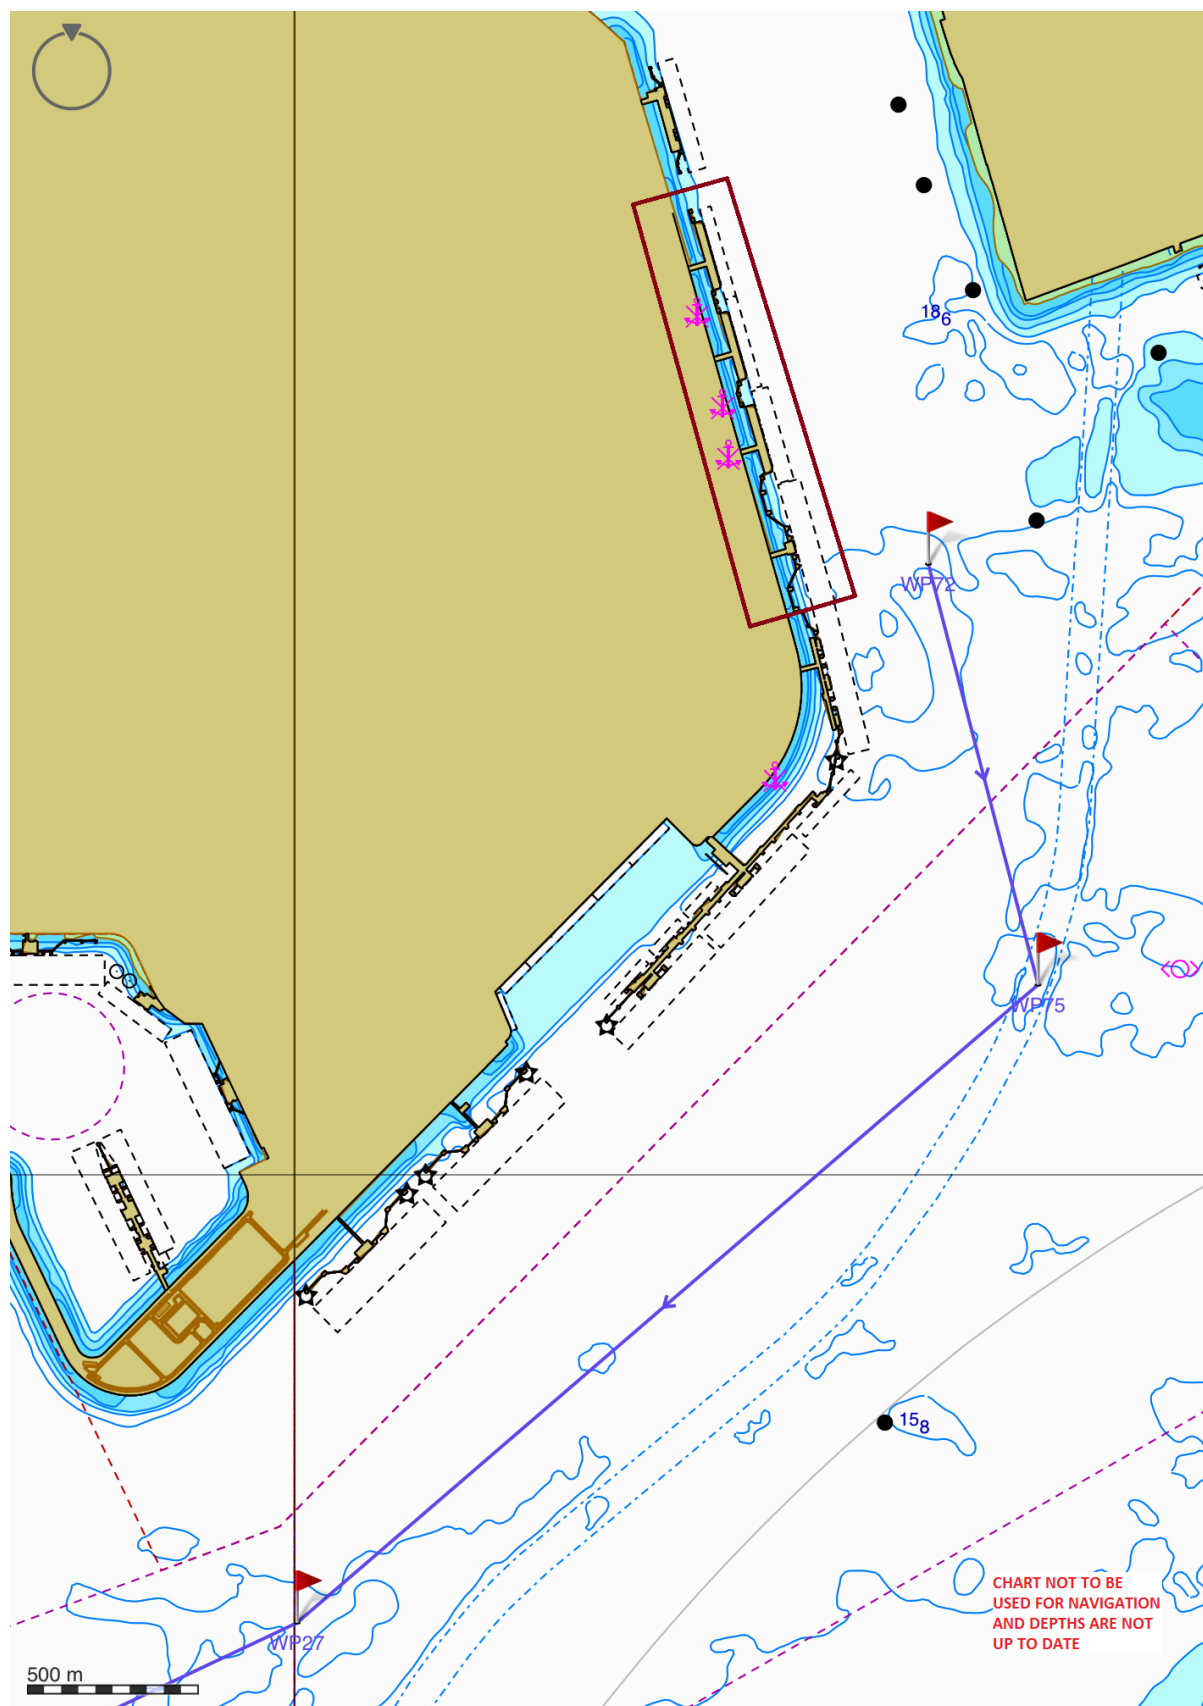 18₆
WP72
WP75
15₈
CHART NOT TO BE
USED FOR NAVIGATION
AND DEPTHS ARE NOT
UP TO DATE
WP27
500 m